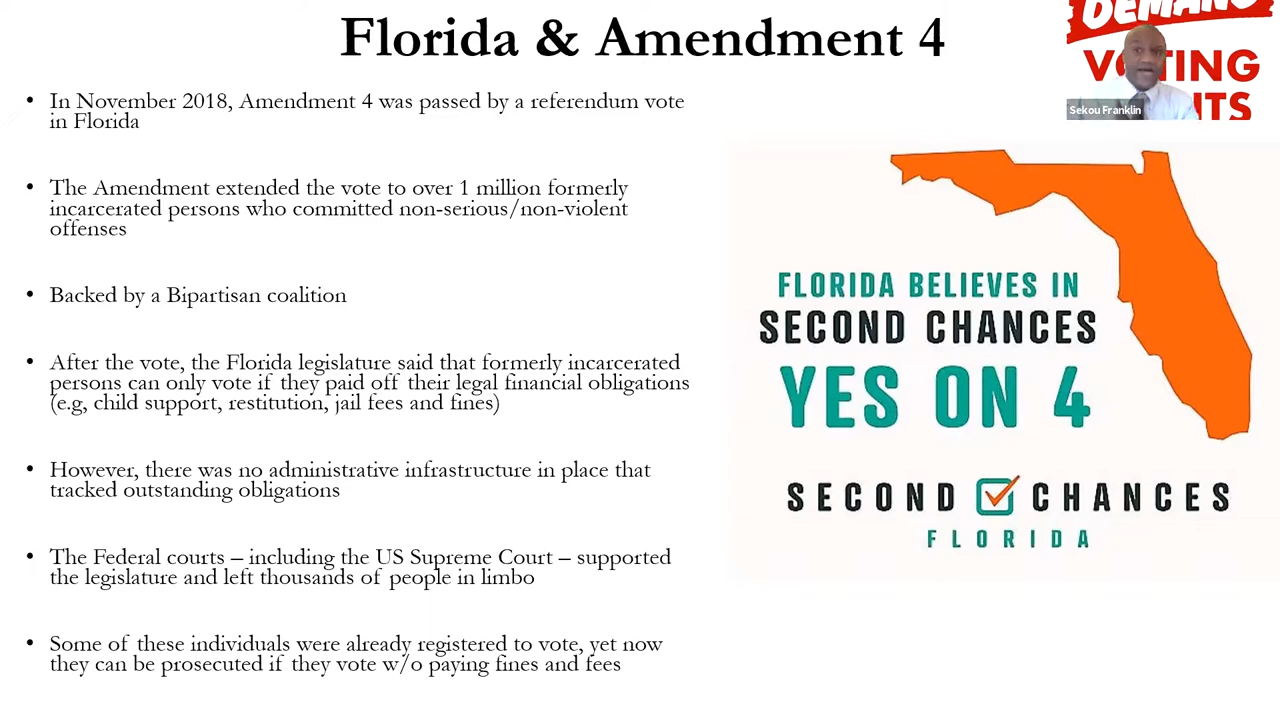 Florida & Amendment 4
• In November 2018, Amendment 4 was passed by a referendum vote
in Florida
• The Amendment extended the vote to over 1 million formerly
incarcerated persons who committed non-serious/non-violent
offenses
• Backed by a Bipartisan coalition
• After the vote, the Florida legislature said that formerly incarcerated
persons can only vote if they paid off their legal financial obligations
(e.g, child support, restitution, jail fees and fines)
• However, there was no administrative infrastructure in place that
tracked outstanding obligations
• The Federal courts – including the US Supreme Court – supported
the legislature and left thousands of people in limbo
• Some of these individuals were already registered to vote, yet now
they can be prosecuted if they vote w/o paying fines and fees
DEMAND
Sekou Franklin
FLORIDA BELIEVES IN
SECOND CHANCES
YES ON 4
SECOND CHANCES
FLORIDA